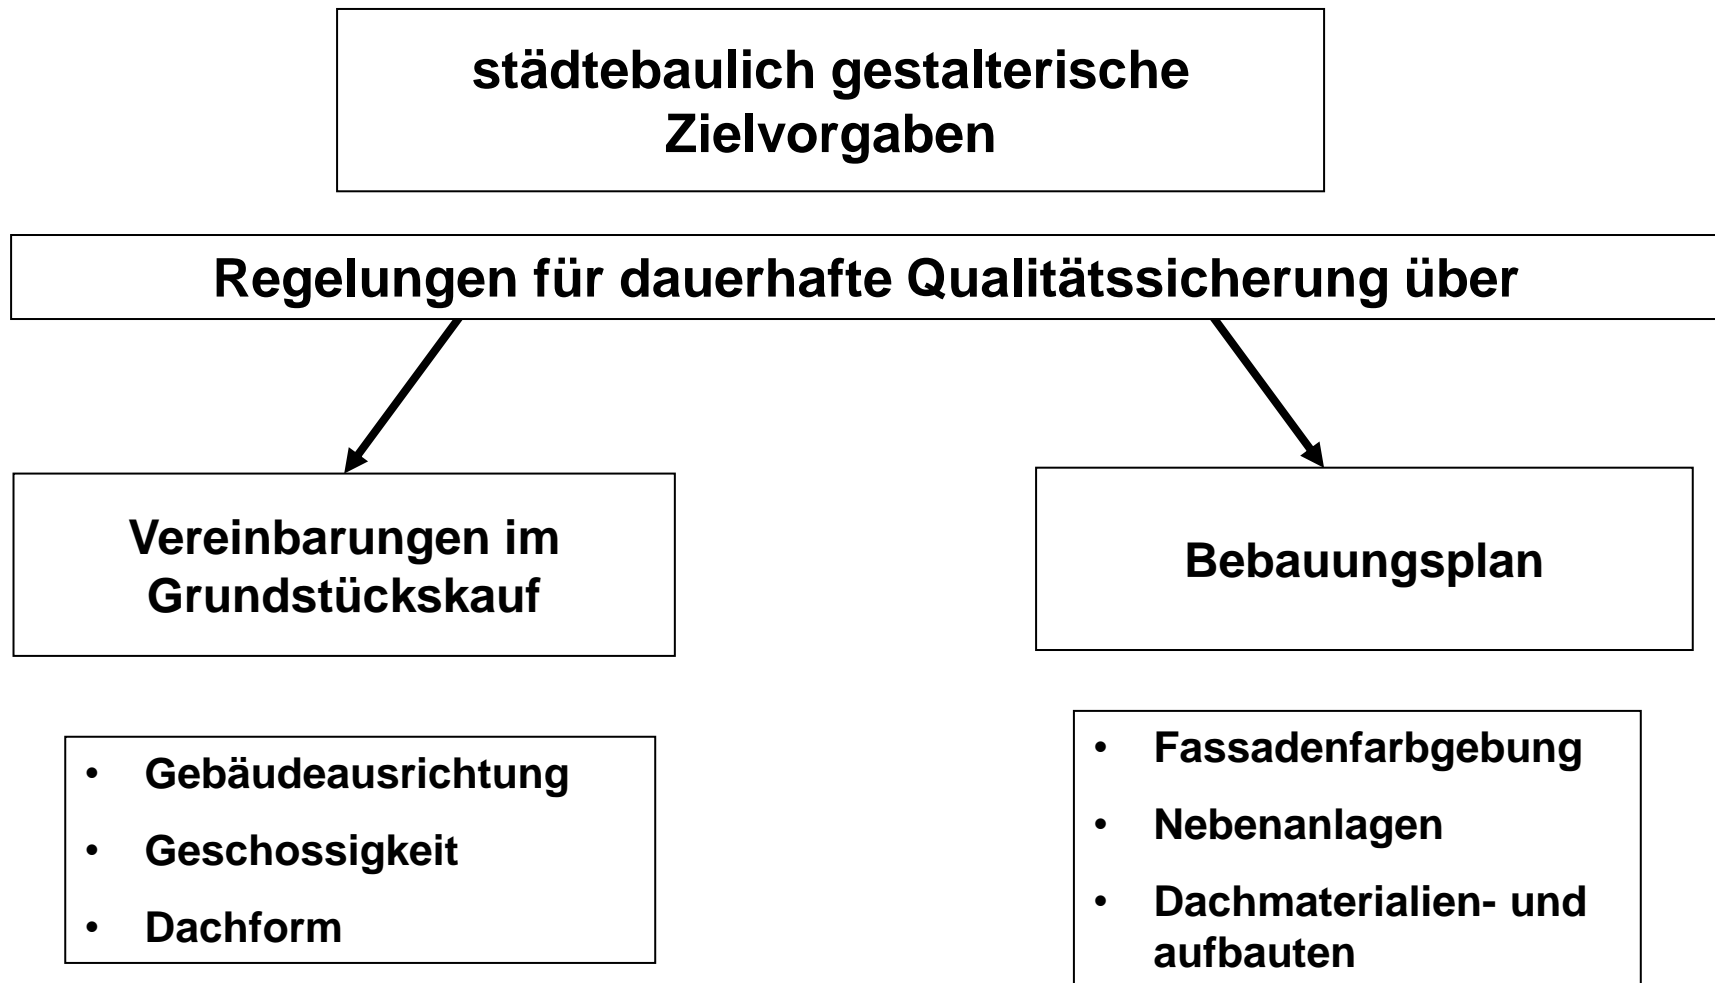 städtebaulich gestalterische
Zielvorgaben
Regelungen für dauerhafte Qualitätssicherung über
Vereinbarungen im
Grundstückskauf
Bebauungsplan
• Gebäudeausrichtung
• Geschossigkeit
• Dachform
• Fassadenfarbgebung
• Nebenanlagen
• Dachmaterialien- und
aufbauten